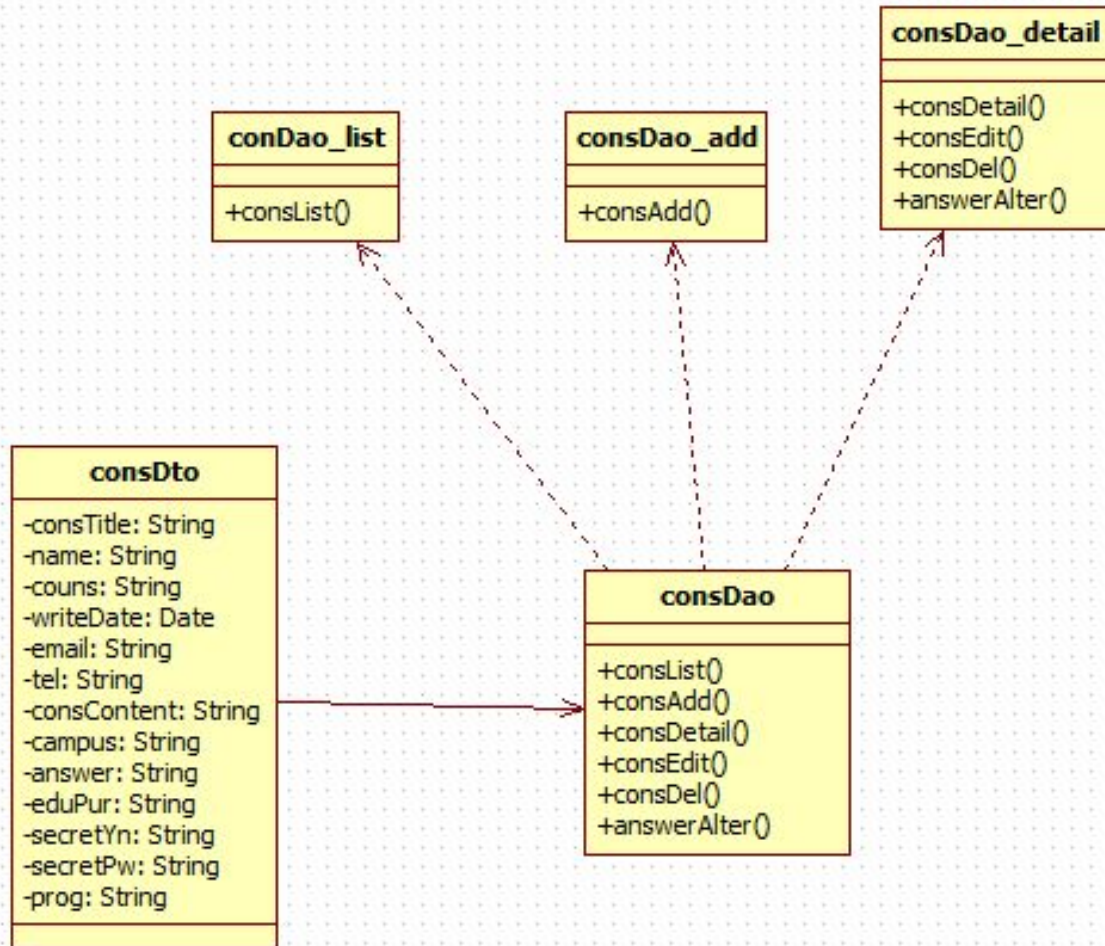 consDao_detail
+consDetail()
+consEdit()
+consDel()
+answerAlter()
conDao_list
+consList()
consDao_add
+consAdd()
consDto
-consTitle: String
-name: String
-couns: String
-writeDate: Date
-email: String
-tel: String
-consContent: String
-campus: String
-answer: String
-eduPur: String
-secretYn: String
-secretPw: String
-prog: String
consDao
+consList()
+consAdd()
+consDetail()
+consEdit()
+consDel()
+answerAlter()